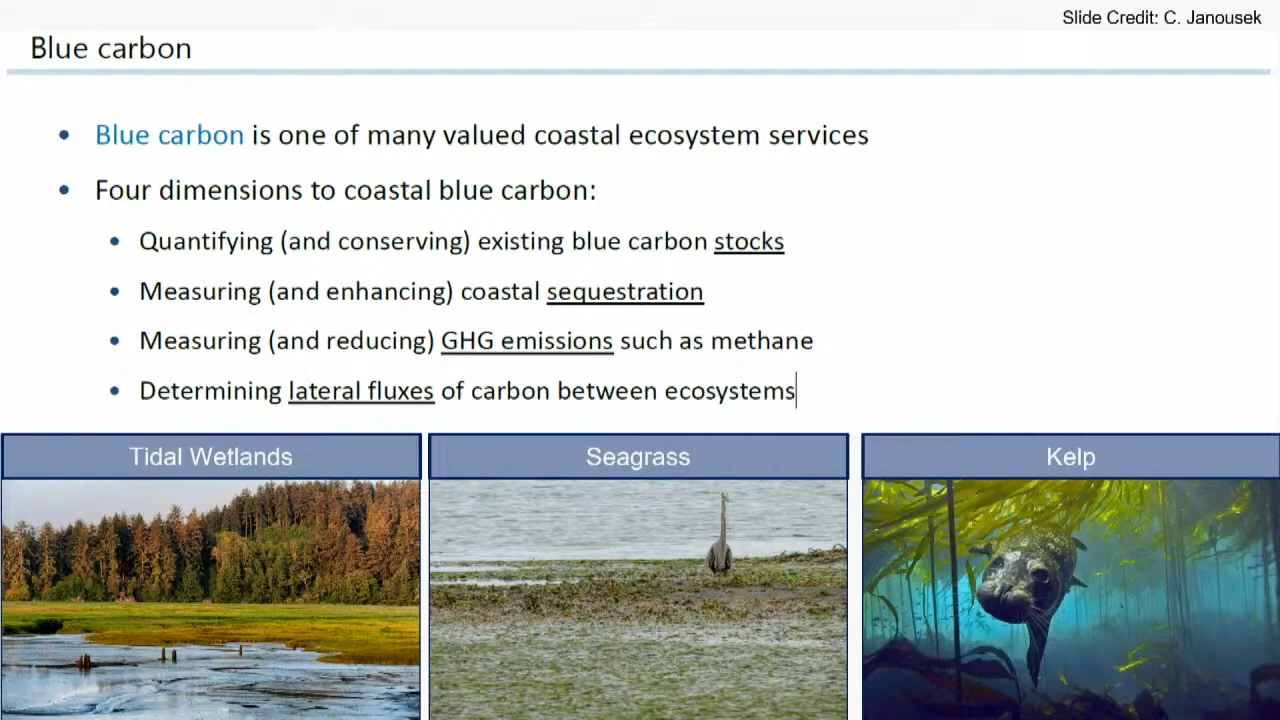 Slide Credit: C. Janousek
Blue carbon
• Blue carbon is one of many valued coastal ecosystem services
• Four dimensions to coastal blue carbon:
• Quantifying (and conserving) existing blue carbon stocks
• Measuring (and enhancing) coastal sequestration
• Measuring (and reducing) GHG emissions such as methane
• Determining lateral fluxes of carbon between ecosystems
Tidal Wetlands
Seagrass
Kelp